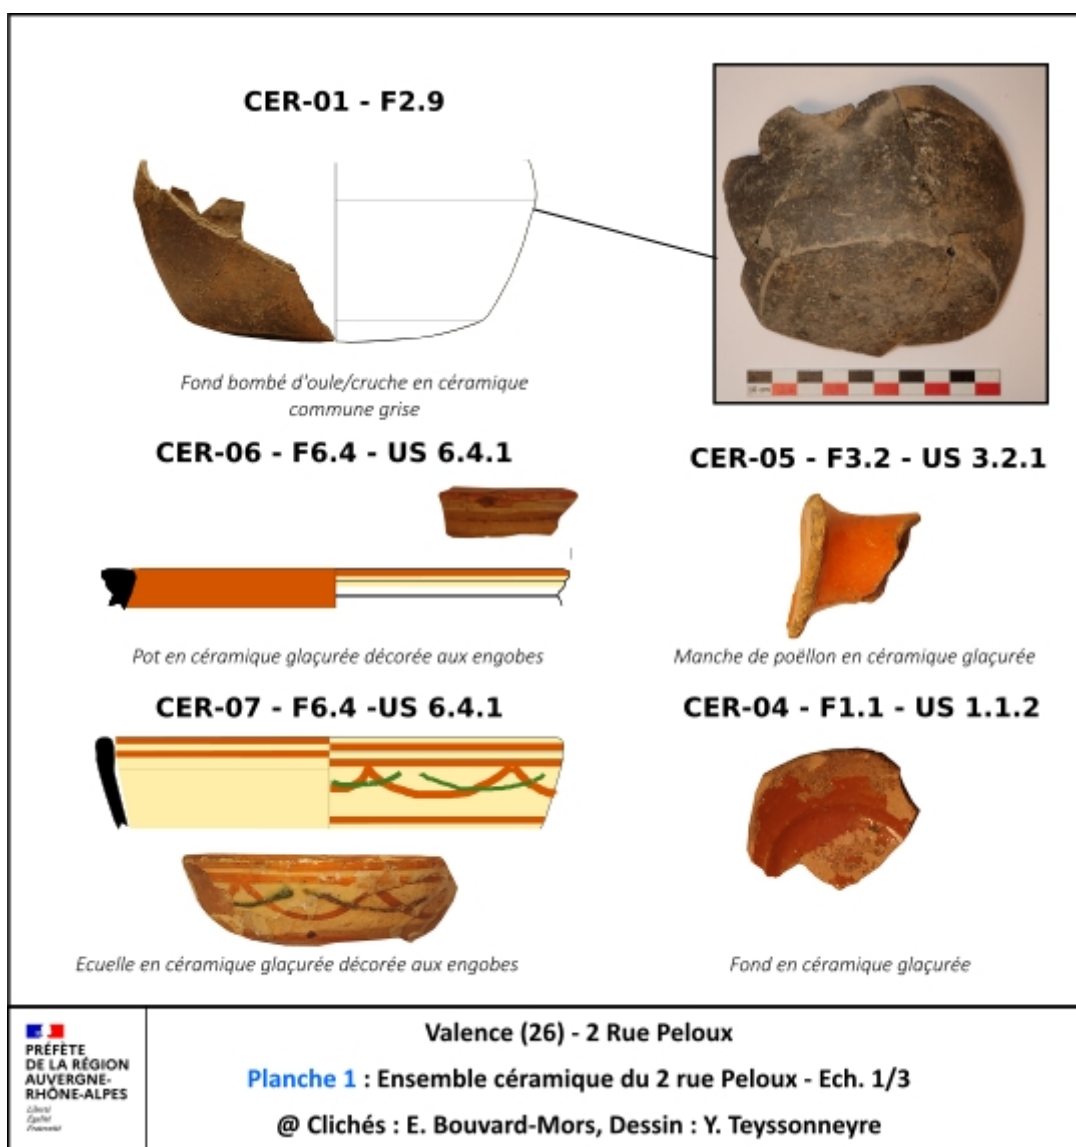 CER-01 - F2.9
Fond bombé d'oule/cruche en céramique
commune grise
CER-06 - F6.4 - US 6.4.1
Pot en céramique glaçurée décorée aux engobes
CER-05 - F3.2 - US 3.2.1
Manche de poëllon en céramique glaçurée
CER-07 - F6.4 -US 6.4.1
Ecuelle en céramique glaçurée décorée aux engobes
CER-04 - F1.1 - US 1.1.2
Fond en céramique glaçurée
PRÉFÈTE
DE LA RÉGION
AUVERGNE-
RHÔNE-ALPES
Liberté
Égalité
Fraternité
Valence (26) - 2 Rue Peloux
Planche 1 : Ensemble céramique du 2 rue Peloux - Ech. 1/3
@ Clichés : E. Bouvard-Mors, Dessin : Y. Teyssonneyre